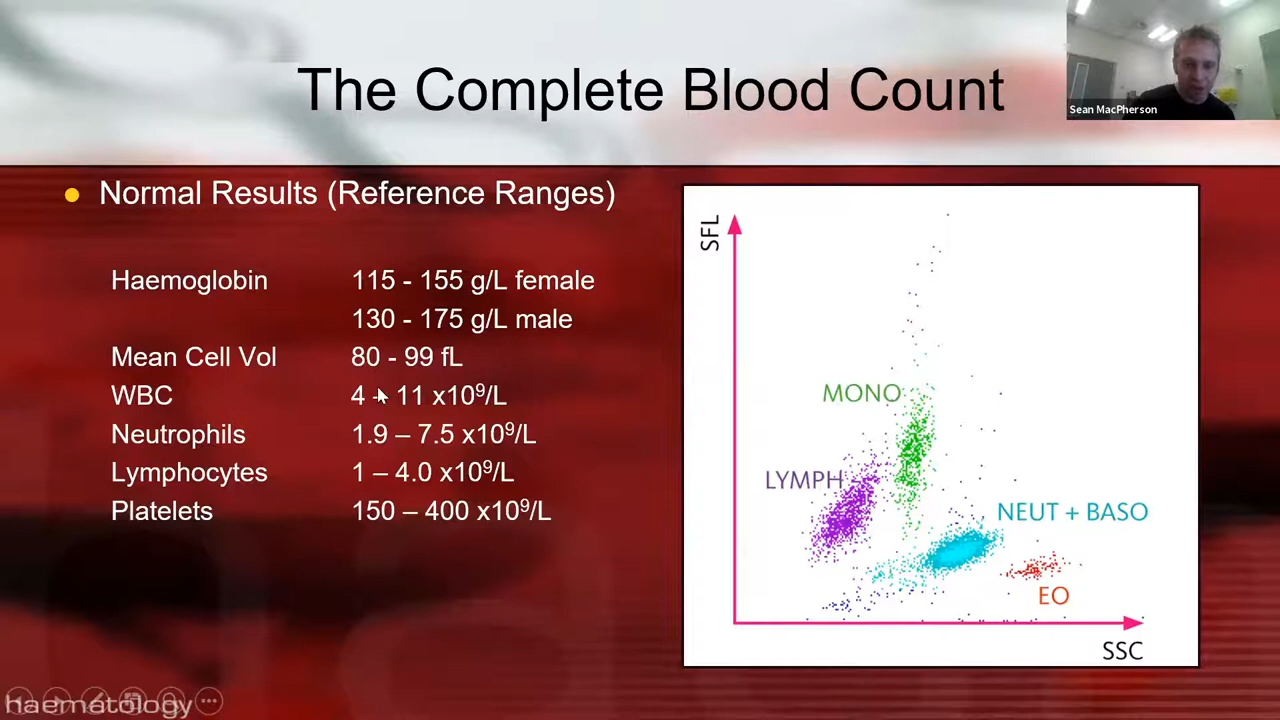 The Complete Blood Count
Sean MacPherson
● Normal Results (Reference Ranges)
Haemoglobin 115 - 155 g/L female
130 - 175 g/L male
Mean Cell Vol 80 - 99 fL
WBC 4 - 11 x10⁹/L
Neutrophils 1.9 – 7.5 x10⁹/L
Lymphocytes 1 – 4.0 x10⁹/L
Platelets 150 – 400 x10⁹/L
SFL
MONO
LYMPH
NEUT + BASO
EO
SSC
haematology